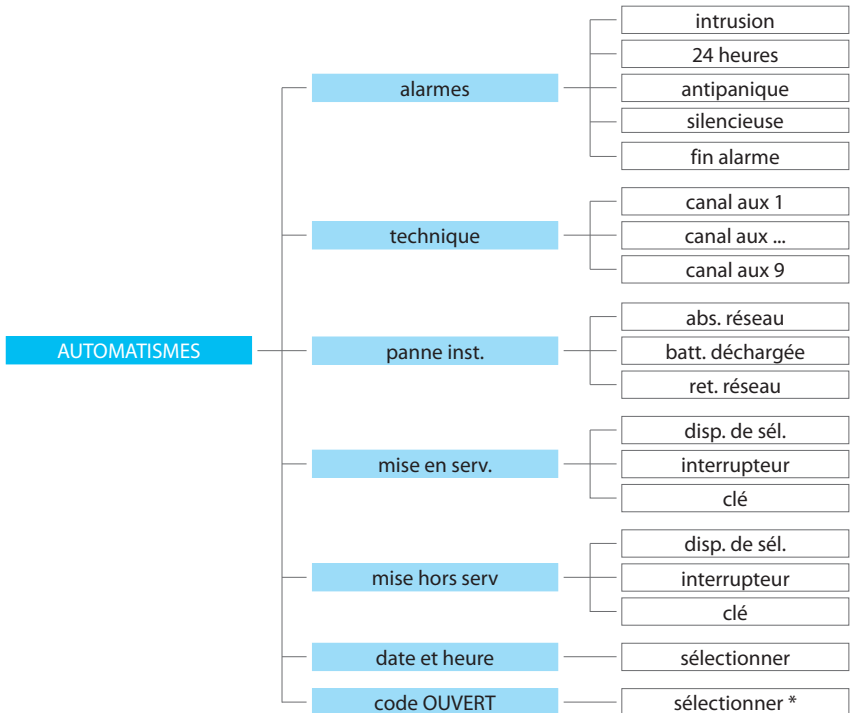 AUTOMATISMES
alarmes
intrusion
24 heures
antipanique
silencieuse
fin alarme
technique
canal aux 1
canal aux ...
canal aux 9
panne inst.
abs. réseau
batt. déchargée
ret. réseau
mise en serv.
disp. de sél.
interrupteur
clé
mise hors serv
disp. de sél.
interrupteur
clé
date et heure
sélectionner
code OUVERT
sélectionner *